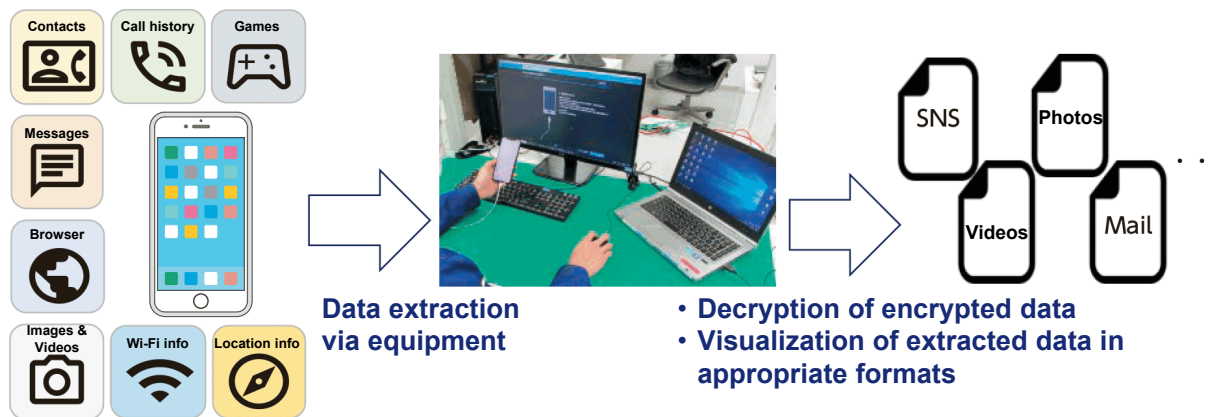 Contacts
Call history
Games
Messages
Browser
Images &
Videos
Wi-Fi info
Location info
Data extraction
via equipment
SNS
Photos
Videos
Mail
. .
• Decryption of encrypted data
• Visualization of extracted data in
appropriate formats